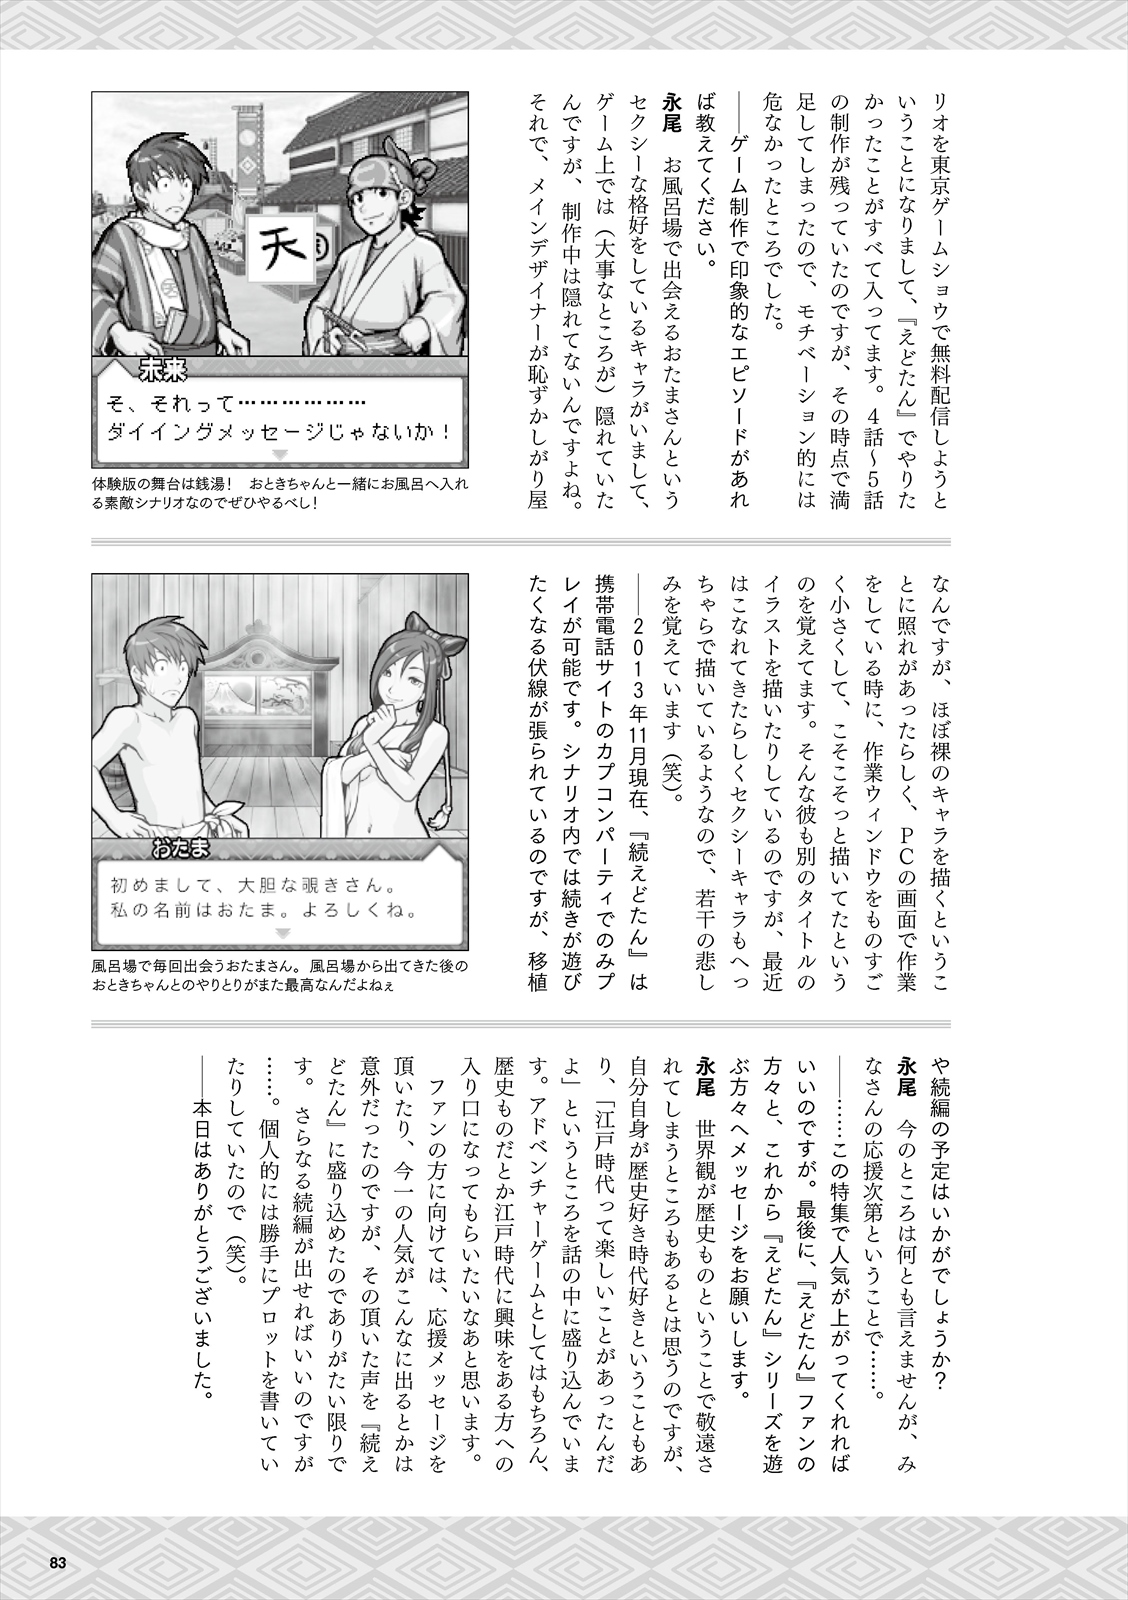 リオを東京ゲームショウで無料配信しようと
いうことになりまして、『えどたん』でやりた
かったことがすべて入ってます。4話～5話
の制作が残っていたのですが、その時点で満
足してしまったので、モチベーション的には
危なかったところでした。
――ゲーム制作で印象的なエピソードがあれ
ば教えてください。
永尾　お風呂場で出会えるおたまさんという
セクシーな格好をしているキャラがいまして、
ゲーム上では（大事なところが）隠れていた
んですが、制作中は隠れてないんですよね。
それで、メインデザイナーが恥ずかしがり屋
天
未来
そ、それって……………
ダイイングメッセージじゃないか！
体験版の舞台は銭湯！　おときちゃんと一緒にお風呂へ入れ
る素敵シナリオなのでぜひやるべし！
なんですが、ほぼ裸のキャラを描くというこ
とに照れがあったらしく、PCの画面で作業
をしている時に、作業ウィンドウをものすご
く小さくして、こそこそっと描いてたという
のを覚えてます。そんな彼も別のタイトルの
イラストを描いたりしているのですが、最近
はこなれてきたらしくセクシーキャラもへっ
ちゃらで描いているようなので、若干の悲し
みを覚えています（笑）。
――2013年11月現在、『続えどたん』は
携帯電話サイトのカプコンパーティでのみプ
レイが可能です。シナリオ内では続きが遊び
たくなる伏線が張られているのですが、移植
おたま
初めまして、大胆な覗きさん。
私の名前はおたま。よろしくね。
風呂場で毎回出会うおたまさん。風呂場から出てきた後の
おときちゃんとのやりとりがまた最高なんだよねぇ
や続編の予定はいかがでしょうか？
永尾　今のところは何とも言えませんが、み
なさんの応援次第ということで……。
――……この特集で人気が上がってくれれば
いいのですが。最後に、『えどたん』ファンの
方々と、これから『えどたん』シリーズを遊
ぶ方々へメッセージをお願いします。
永尾　世界観が歴史ものということで敬遠さ
れてしまうところもあるとは思うのですが、
自分自身が歴史好き時代好きということもあ
り、「江戸時代って楽しいことがあったんだ
よ」というところを話の中に盛り込んでいま
す。アドベンチャーゲームとしてはもちろん、
歴史ものだとか江戸時代に興味をある方への
入り口になってもらいたいなあと思います。
　ファンの方に向けては、応援メッセージを
頂いたり、今一の人気がこんなに出るとかは
意外だったのですが、その頂いた声を『続え
どたん』に盛り込めたのでありがたい限りで
す。さらなる続編が出せればいいのですが
……。個人的には勝手にプロットを書いてい
たりしていたので（笑）。
――本日はありがとうございました。
83